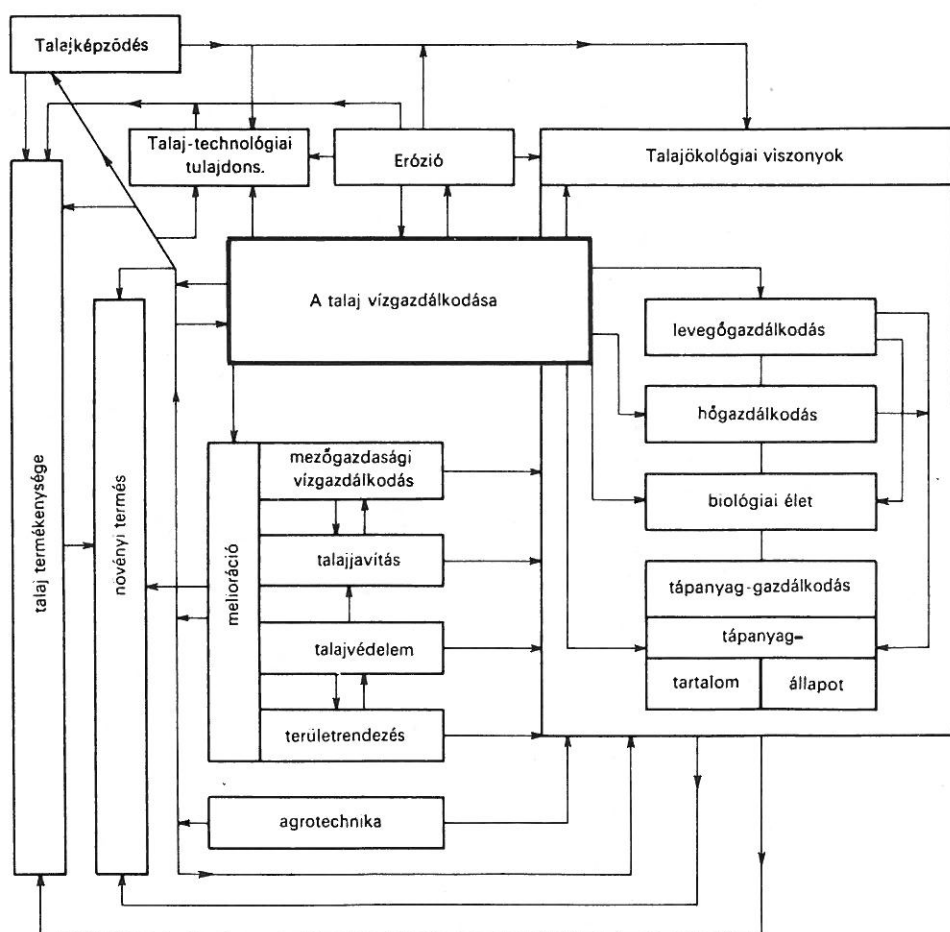 Talajképződés
Talaj-technológiai
tulajdons.
Erózió
Talajökológiai viszonyok
A talaj vízgazdálkodása
levegőgazdálkodás
hőgazdálkodás
biológiai élet
tápanyag-gazdálkodás
tápanyag-
tartalom
állapot
talaj termékenysége
növényi termés
melioráció
mezőgazdasági
vízgazdálkodás
talajjavítás
talajvédelem
területrendezés
agrotechnika